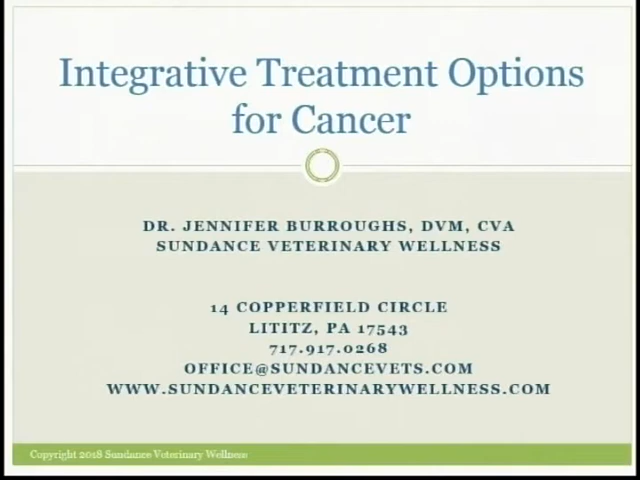 Integrative Treatment Options
for Cancer
DR. JENNIFER BURROUGHS, DVM, CVA
SUNDANCE VETERINARY WELLNESS
14 COPPERFIELD CIRCLE
LITITZ, PA 17543
717.917.0268
OFFICE@SUNDANCEVETS.COM
WWW.SUNDANCEVETERINARYWELLNESS.COM
Copyright 2018 Sundance Veterinary Wellness